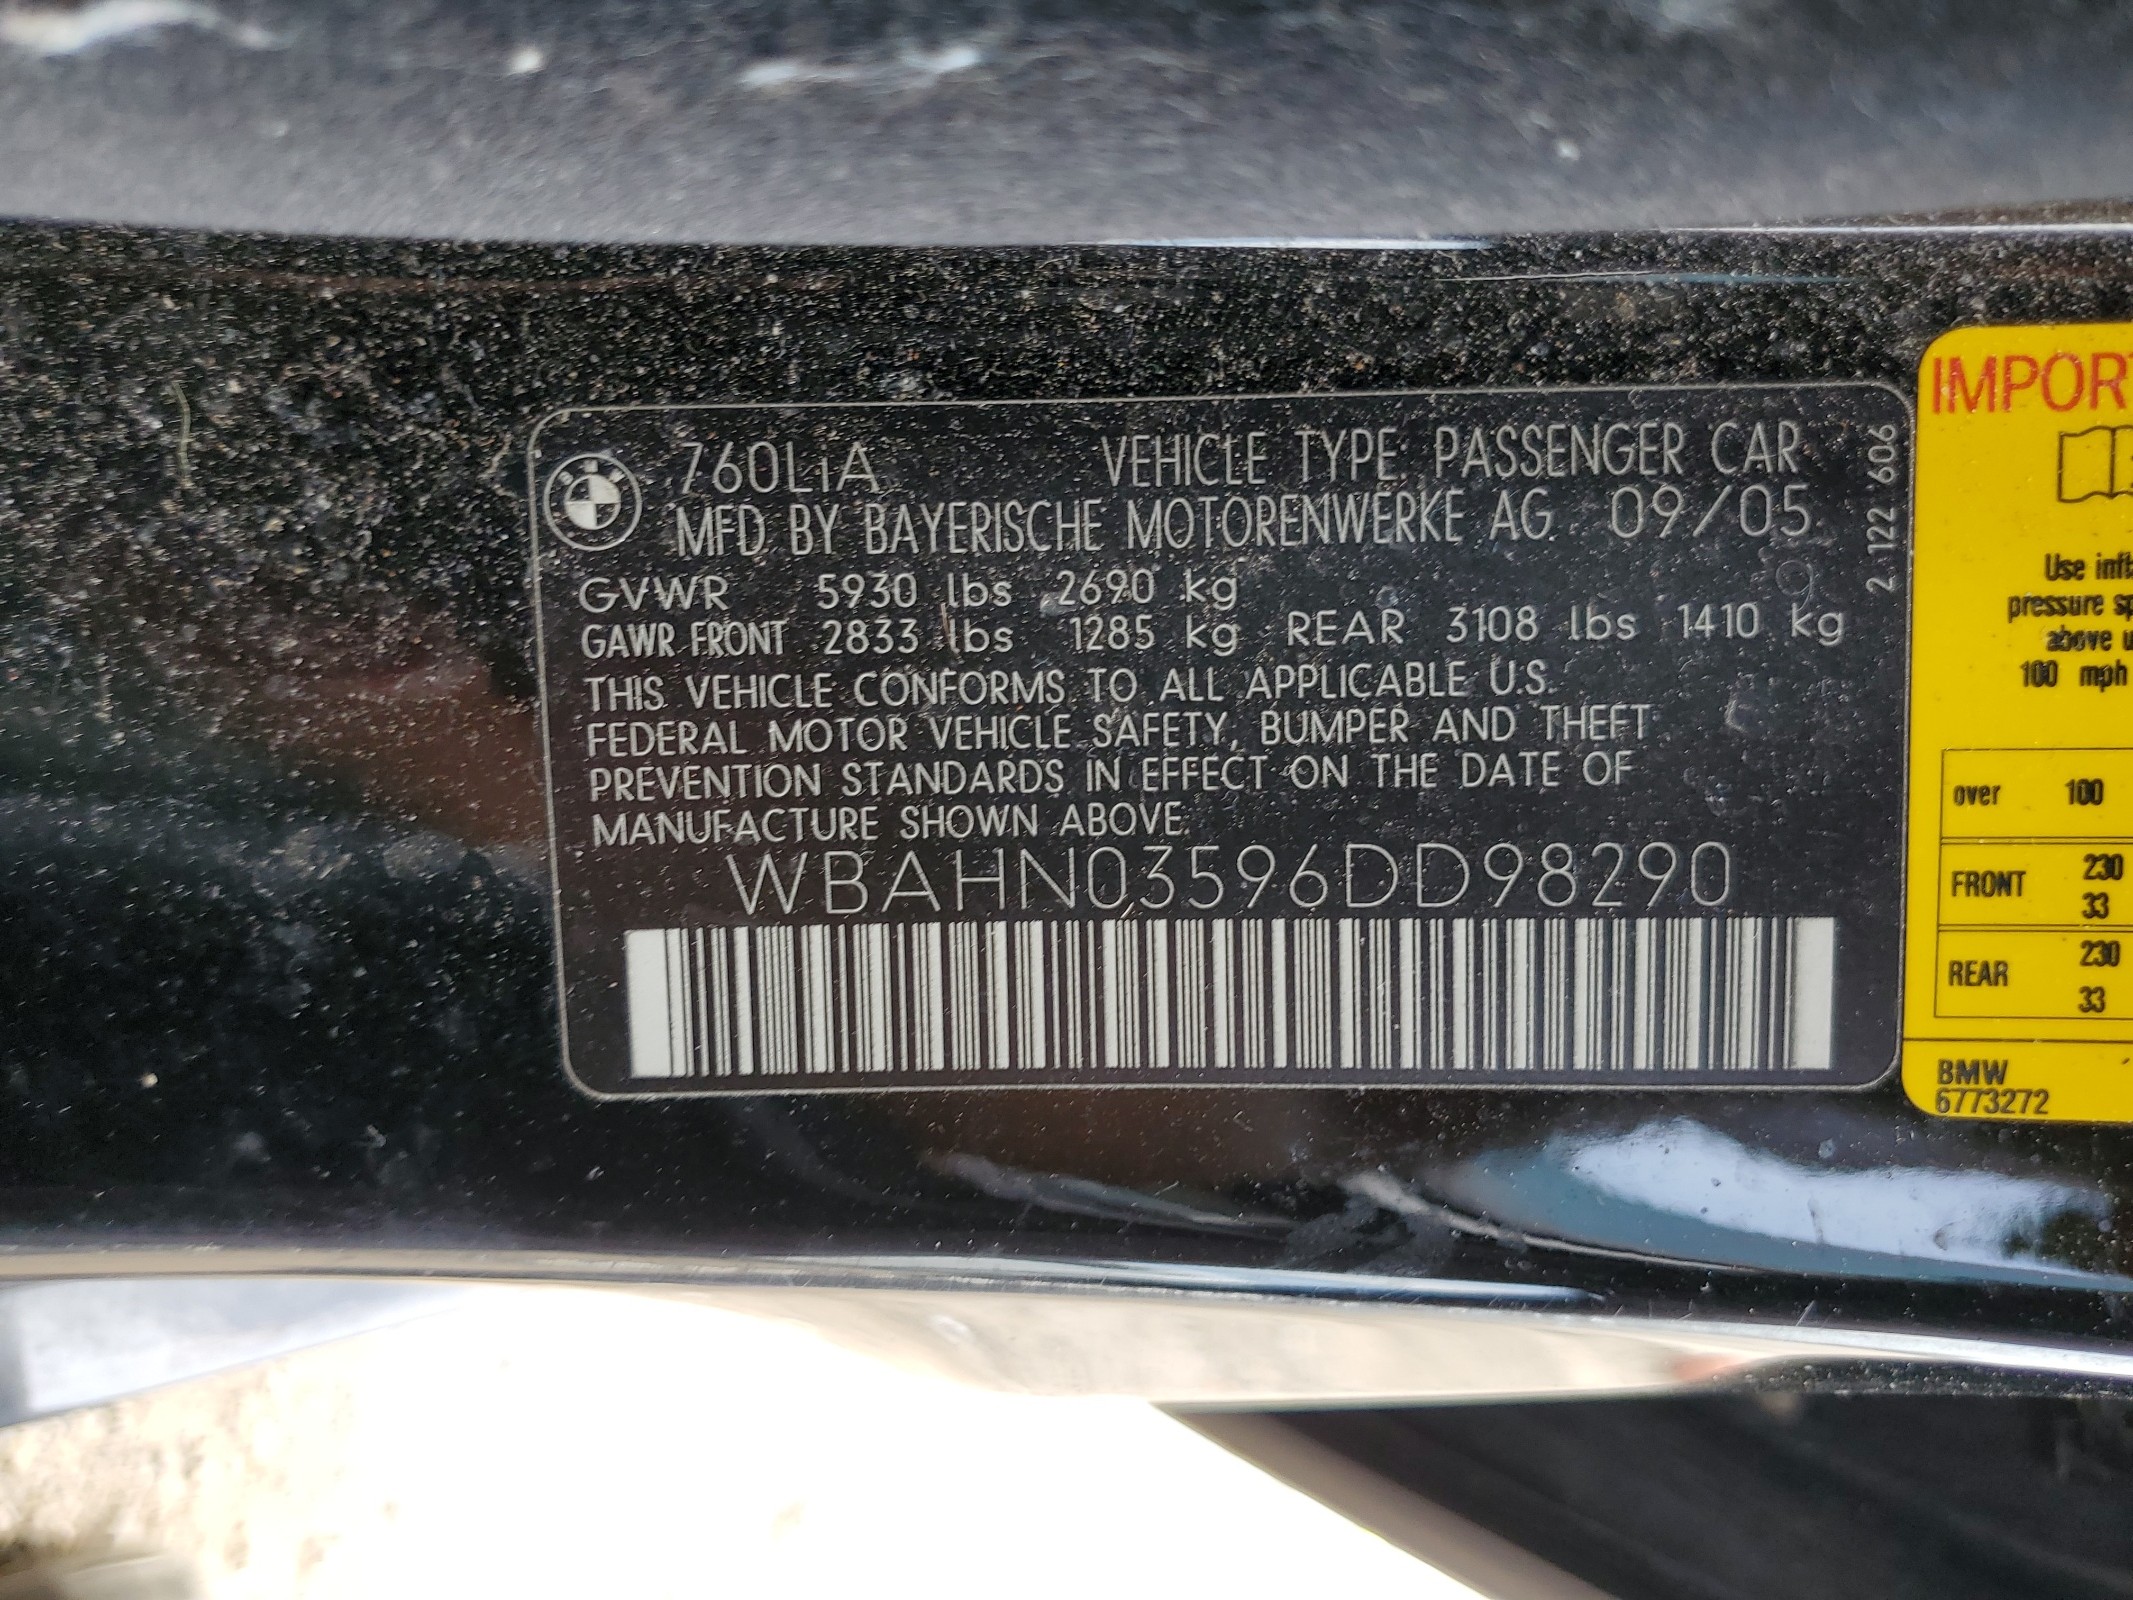 760LiA VEHICLE TYPE: PASSENGER CAR
MFD BY BAYERISCHE MOTORENWERKE AG 09/05
GVWR 5930 lbs 2690 kg
GAWR FRONT 2833 lbs 1285 kg REAR 3108 lbs 1410 kg
THIS VEHICLE CONFORMS TO ALL APPLICABLE U.S.
FEDERAL MOTOR VEHICLE SAFETY, BUMPER AND THEFT
PREVENTION STANDARDS IN EFFECT ON THE DATE OF
MANUFACTURE SHOWN ABOVE.
WBAHN03596DD98290
2 122 606
IMPOR
Use infl
pressure sp
above u
100 mph
over 100
FRONT 230
33
REAR 230
33
BMW
6773272